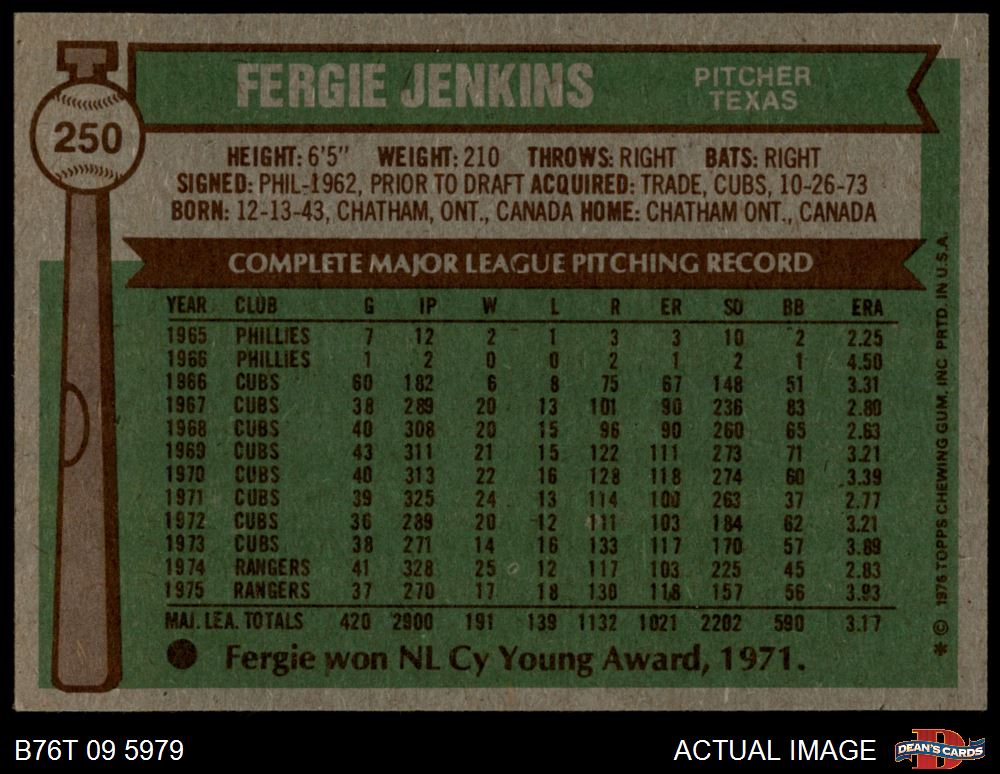 FERGIE JENKINS
PITCHER
TEXAS
250
HEIGHT: 6'5" WEIGHT: 210 THROWS: RIGHT BATS: RIGHT
SIGNED: PHIL-1962, PRIOR TO DRAFT ACQUIRED: TRADE, CUBS, 10-26-73
BORN: 12-13-43, CHATHAM, ONT., CANADA HOME: CHATHAM ONT., CANADA
COMPLETE MAJOR LEAGUE PITCHING RECORD
YEAR CLUB G IP W L R ER SO BB ERA
1965 PHILLIES 7 12 2 1 3 3 10 2 2.25
1966 PHILLIES 1 2 0 0 2 1 2 1 4.50
1966 CUBS 60 182 6 8 75 67 148 51 3.31
1967 CUBS 38 289 20 13 101 90 236 83 2.80
1968 CUBS 40 308 20 15 96 90 260 65 2.63
1969 CUBS 43 311 21 15 122 111 273 71 3.21
1970 CUBS 40 313 22 16 128 118 274 60 3.39
1971 CUBS 39 325 24 13 114 100 263 37 2.77
1972 CUBS 36 289 20 12 111 103 184 62 3.21
1973 CUBS 38 271 14 16 133 117 170 57 3.89
1974 RANGERS 41 328 25 12 117 103 225 45 2.83
1975 RANGERS 37 270 17 18 130 118 157 56 3.93
MAJ. LEA. TOTALS 420 2900 191 139 1132 1021 2202 590 3.17
Fergie won NL Cy Young Award, 1971.
* © 1976 TOPPS CHEWING GUM, INC. PRTD. IN U.S.A.
B76T 09 5979
ACTUAL IMAGE
D
DEAN'S CARDS